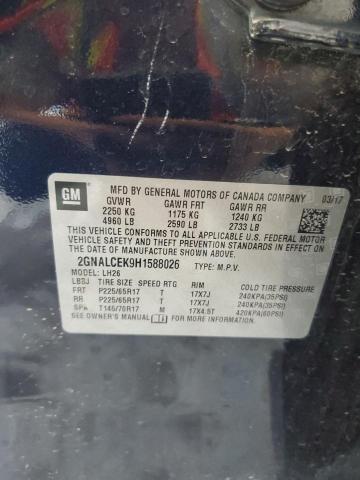 GM
MFD BY GENERAL MOTORS OF CANADA COMPANY 03/17
GVWR GAWR FRT GAWR RR
2250 KG 1175 KG 1240 KG
4960 LB 2590 LB 2733 LB
THIS VEHICLE CONFORMS TO ALL APPLICABLE U.S. FEDERAL
MOTOR VEHICLE SAFETY, BUMPER, AND THEFT PREVENTION
STANDARDS IN EFFECT ON THE DATE OF MANUFACTURE SHOWN ABOVE.
2GNALCEK9H1588026 TYPE: M.P.V.
MODEL: LH26
LBBJ TIRE SIZE SPEED RTG RIM COLD TIRE PRESSURE
FRT P225/65R17 T 17X7J 240KPA(35PSI)
RR P225/65R17 T 17X7J 240KPA(35PSI)
SPA T145/70R17 M 17X4.5T 420KPA(60PSI)
SEE OWNER'S MANUAL FOR ADDITIONAL INFORMATION.